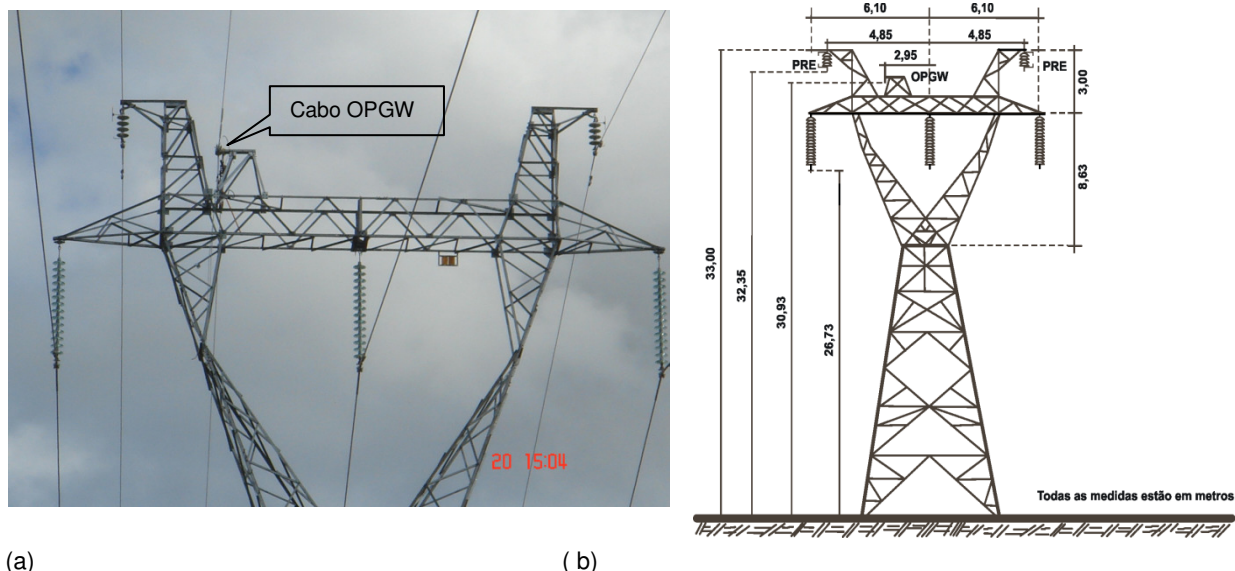 Cabo OPGW
20 15:04
6,10 6,10
4,85 4,85
2,95
PRE OPGW PRE
3,00
8,63
33,00
32,35
30,93
26,73
Todas as medidas estão em metros
(a) ( b)